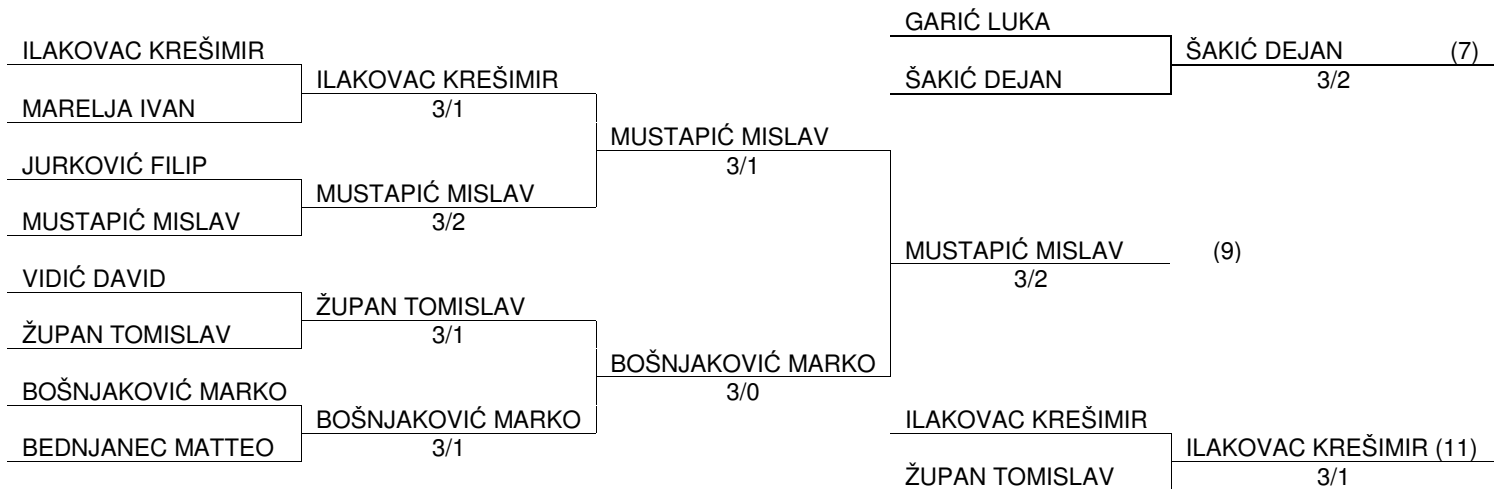 GARIĆ LUKA
ILAKOVAC KREŠIMIR
ŠAKIĆ DEJAN (7)
ILAKOVAC KREŠIMIR
ŠAKIĆ DEJAN
3/2
MARELJA IVAN
3/1
MUSTAPIĆ MISLAV
JURKOVIĆ FILIP
3/1
MUSTAPIĆ MISLAV
MUSTAPIĆ MISLAV
3/2
MUSTAPIĆ MISLAV (9)
VIDIĆ DAVID
3/2
ŽUPAN TOMISLAV
ŽUPAN TOMISLAV
3/1
BOŠNJAKOVIĆ MARKO
BOŠNJAKOVIĆ MARKO
3/0
BOŠNJAKOVIĆ MARKO
ILAKOVAC KREŠIMIR
BEDNJANEC MATTEO
3/1
ILAKOVAC KREŠIMIR (11)
ŽUPAN TOMISLAV
3/1